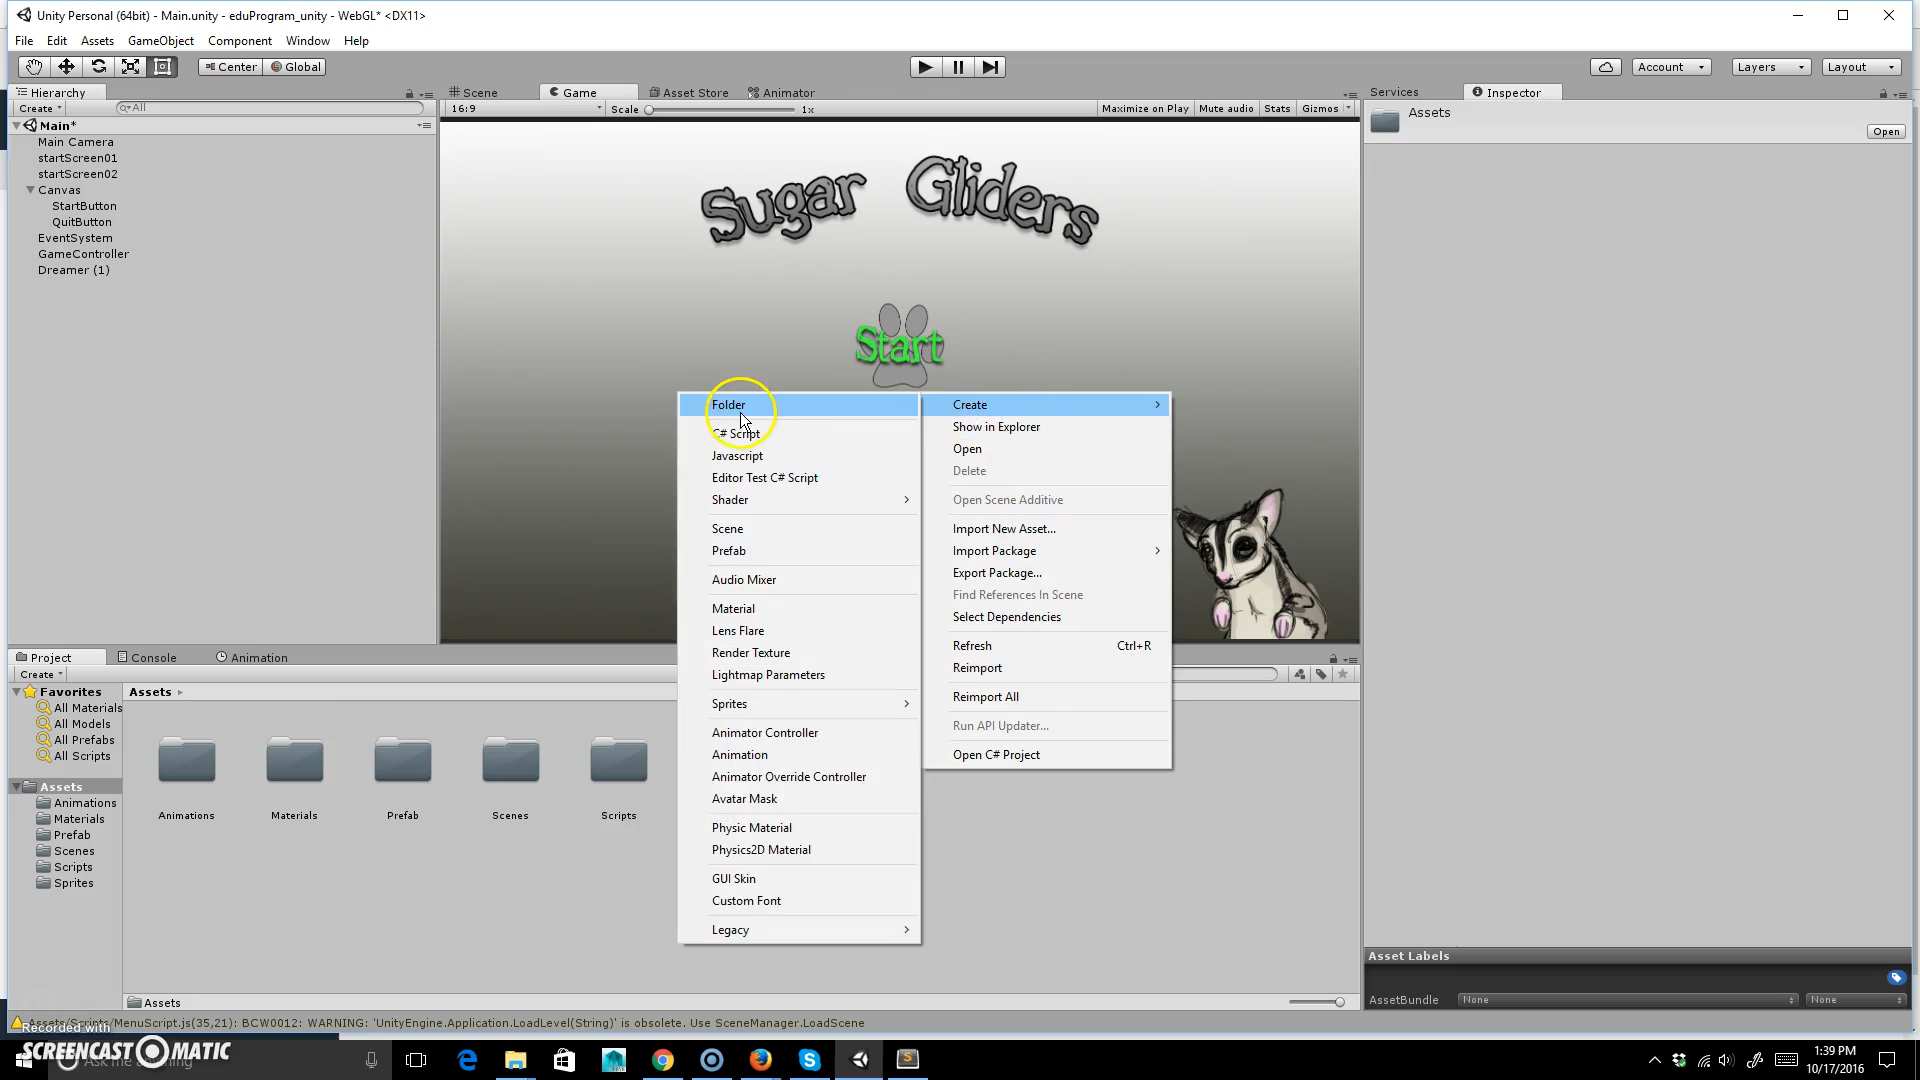 Unity Personal (64bit) - Main.unity - eduProgram_unity - WebGL* <DX11>
File Edit Assets GameObject Component Window Help
Center Global
Account Layers Layout
Hierarchy
Create All
Main*
Main Camera
startScreen01
startScreen02
Canvas
StartButton
QuitButton
EventSystem
GameController
Dreamer (1)
Scene Game Asset Store Animator
16:9 Scale 1x Maximize on Play Mute audio Stats Gizmos
Sugar Gliders
Start
Services Inspector
Assets
Open
Folder
C# Script
Javascript
Editor Test C# Script
Shader
Scene
Prefab
Audio Mixer
Material
Lens Flare
Render Texture
Lightmap Parameters
Sprites
Animator Controller
Animation
Animator Override Controller
Avatar Mask
Physic Material
Physics2D Material
GUI Skin
Custom Font
Legacy
Create
Show in Explorer
Open
Delete
Open Scene Additive
Import New Asset...
Import Package
Export Package...
Find References In Scene
Select Dependencies
Refresh Ctrl+R
Reimport
Reimport All
Run API Updater...
Open C# Project
Project Console Animation
Create
Favorites
All Materials
All Models
All Prefabs
All Scripts
Assets
Animations
Materials
Prefab
Scenes
Scripts
Sprites
Assets
Animations Materials Prefab Scenes Scripts
Assets
Asset Labels
AssetBundle None None
Assets/Scripts/MenuScript.js(35,21): BCW0012: WARNING: 'UnityEngine.Application.LoadLevel(String)' is obsolete. Use SceneManager.LoadScene
Recorded with
SCREENCAST MATIC
1:39 PM
10/17/2016